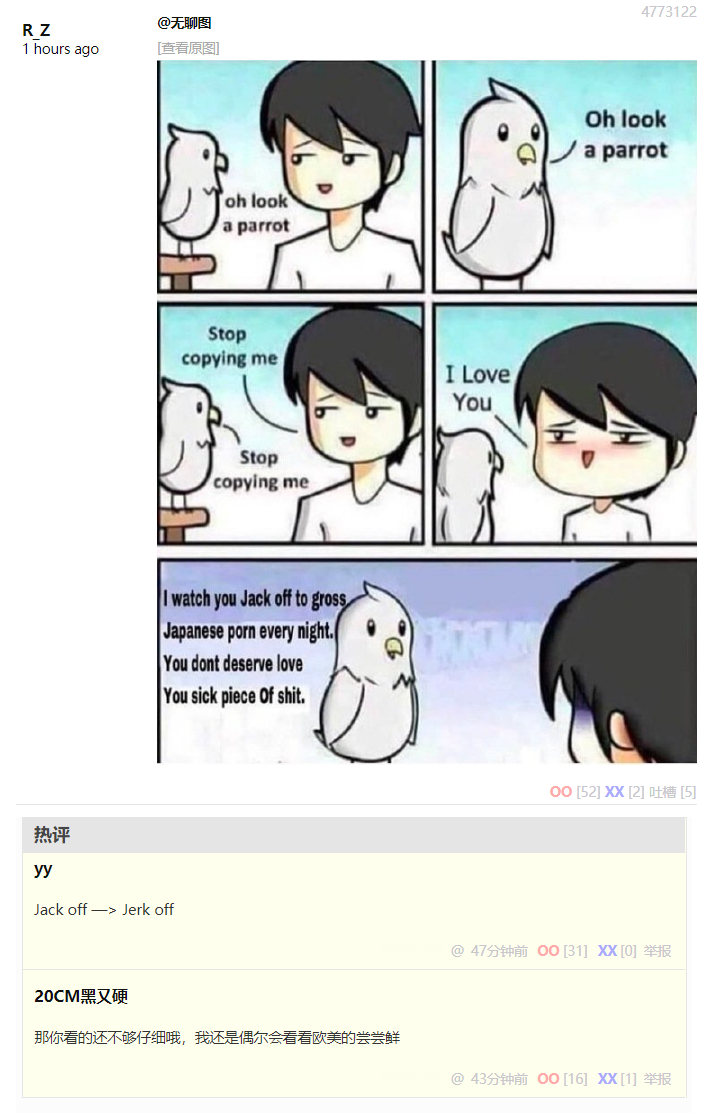 R_Z
1 hours ago
@无聊图
4773122
[查看原图]
oh look
a parrot
Oh look
a parrot
Stop
copying me
Stop
copying me
I Love
You
I watch you Jack off to gross
Japanese porn every night.
You dont deserve love
You sick piece Of shit.
OO [52] XX [2] 吐槽 [5]
热评
yy
Jack off —> Jerk off
@ 47分钟前 OO [31] XX [0] 举报
20CM黑又硬
那你看的还不够仔细哦，我还是偶尔会看看欧美的尝尝鲜
@ 43分钟前 OO [16] XX [1] 举报